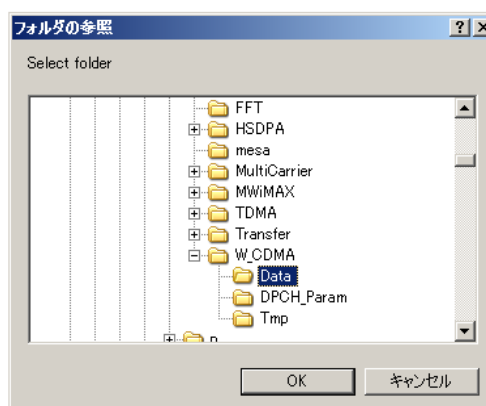 フォルダの参照
Select folder
FFT
HSDPA
mesa
MultiCarrier
MWiMAX
TDMA
Transfer
W_CDMA
Data
DPCH_Param
Tmp
OK
キャンセル